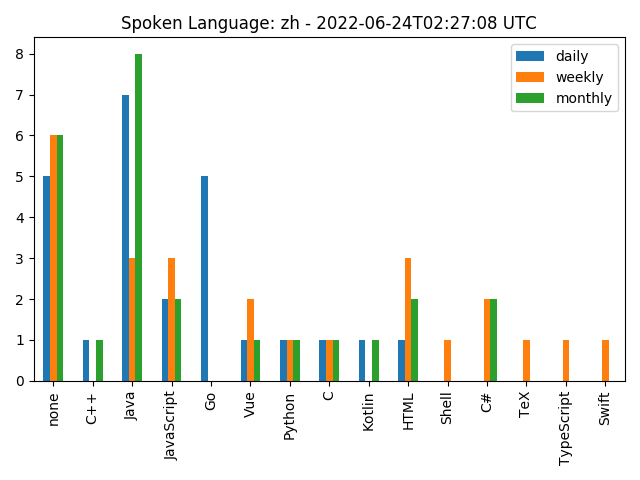 Spoken Language: zh - 2022-06-24T02:27:08 UTC
daily
weekly
monthly
8
7
6
5
4
3
2
1
0
none
C++
Java
JavaScript
Go
Vue
Python
C
Kotlin
HTML
Shell
C#
TeX
TypeScript
Swift